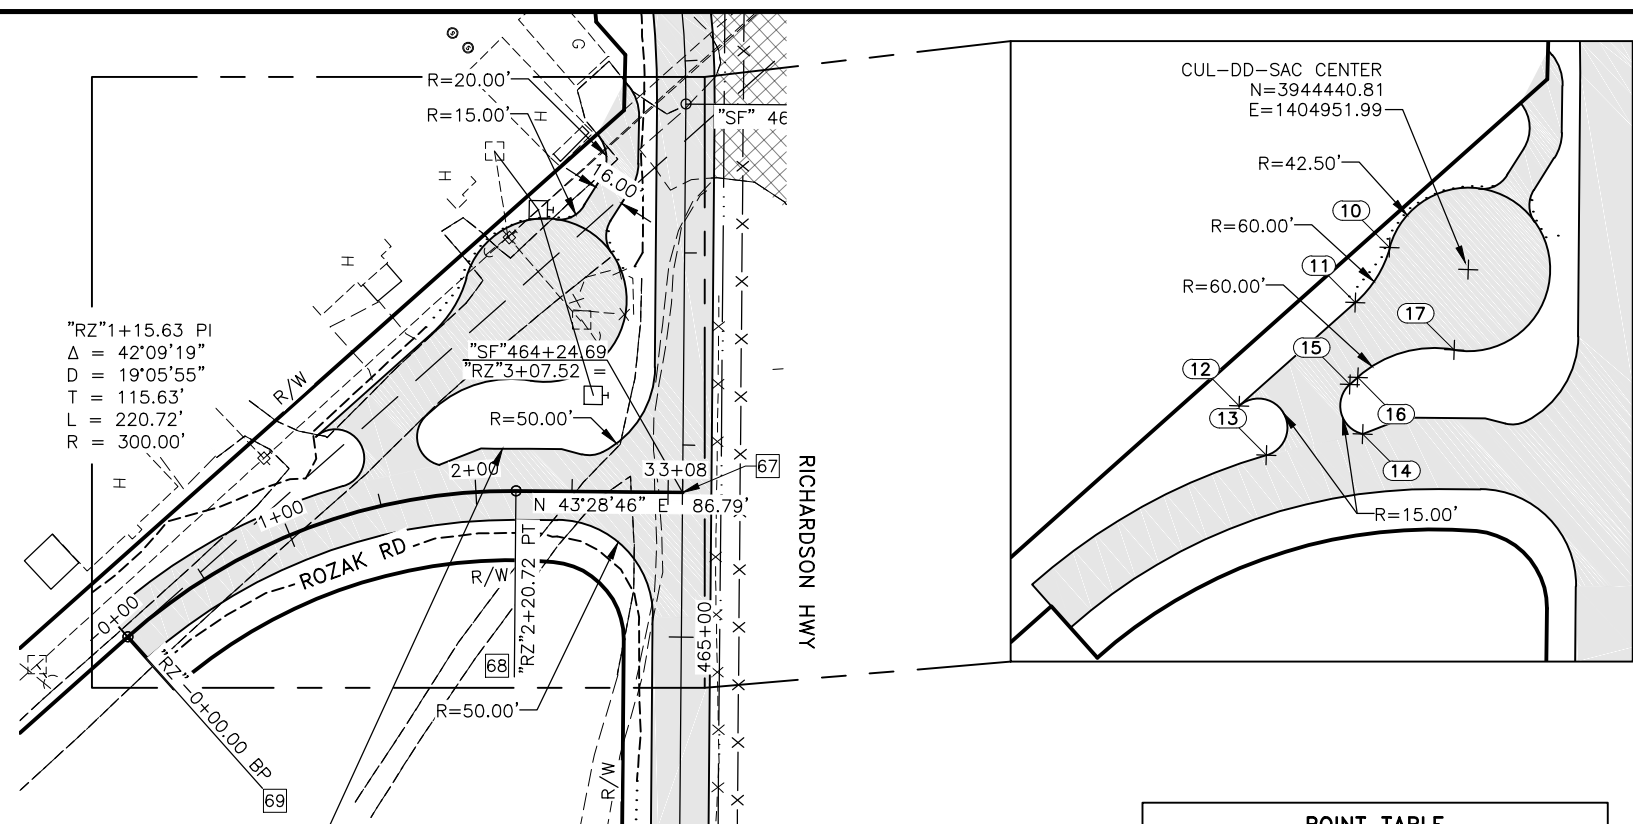 G
R=20.00'
R=15.00'
H
"SF" 46
16.00'
H
H
"RZ"1+15.63 PI
Δ = 42°09'19"
D = 19°05'55"
T = 115.63'
L = 220.72'
R = 300.00'
R/W
"SF"464+24.69
"RZ"3+07.52 =
R=50.00'
H
2+00
33+08
67
N 43°28'46" E 86.79'
1+00
ROZAK RD
R/W
RICHARDSON HWY
0+00
68
"RZ"2+20.72 PT
465+00
"RZ"-0+00.00 BP
R=50.00'
R/W
69
CUL-DD-SAC CENTER
N=3944440.81
E=1404951.99
R=42.50'
10
R=60.00'
11
R=60.00'
17
15
12
13
16
14
R=15.00'
POINT TABLE